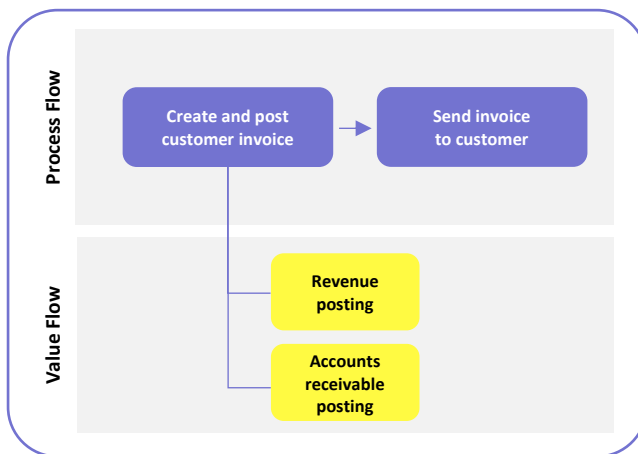 Process Flow
Create and post
customer invoice
Send invoice
to customer
Value Flow
Revenue
posting
Accounts
receivable
posting